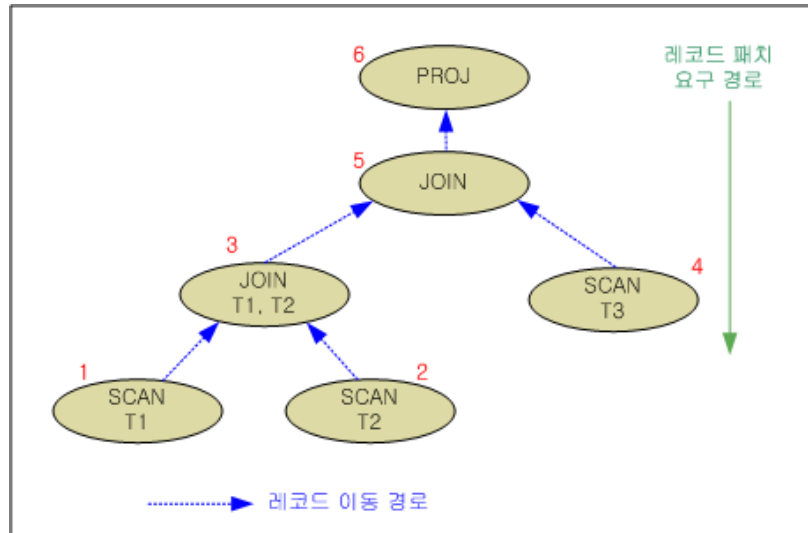 6
PROJ
레코드 패치
요구 경로
5
JOIN
3
JOIN
T1, T2
4
SCAN
T3
1
SCAN
T1
2
SCAN
T2
레코드 이동 경로